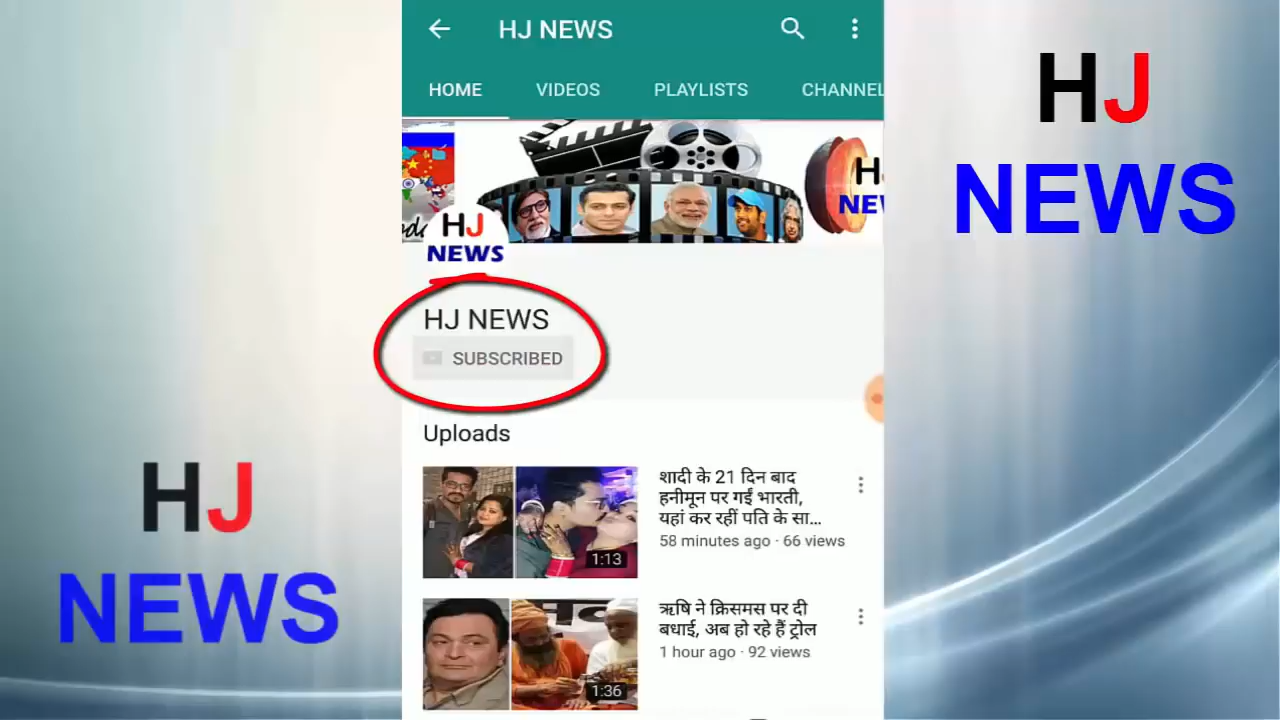 HJ NEWS
HOME VIDEOS PLAYLISTS CHANNEL
HJ
NEWS
HJ
NEWS
HJ
NEWS
HJ NEWS
SUBSCRIBED
Uploads
शादी के 21 दिन बाद
हनीमून पर गईं भारती,
यहां कर रहीं पति के सा...
58 minutes ago · 66 views
1:13
ऋषि ने क्रिसमस पर दी
बधाई, अब हो रहे हैं ट्रोल
1 hour ago · 92 views
1:36
HJ
NEWS